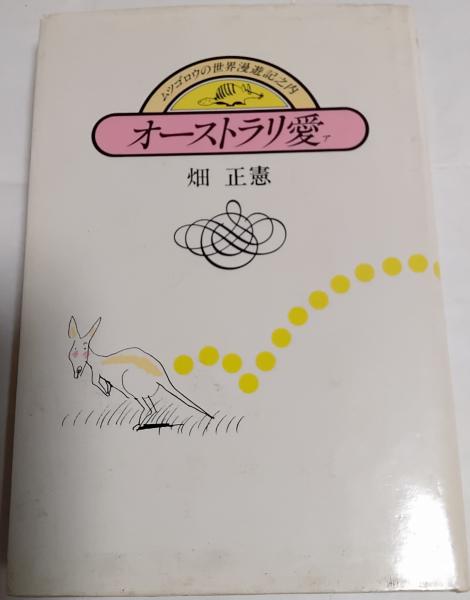 ムツゴロウの世界漫遊記之内
オーストラリ愛ア
畑 正憲